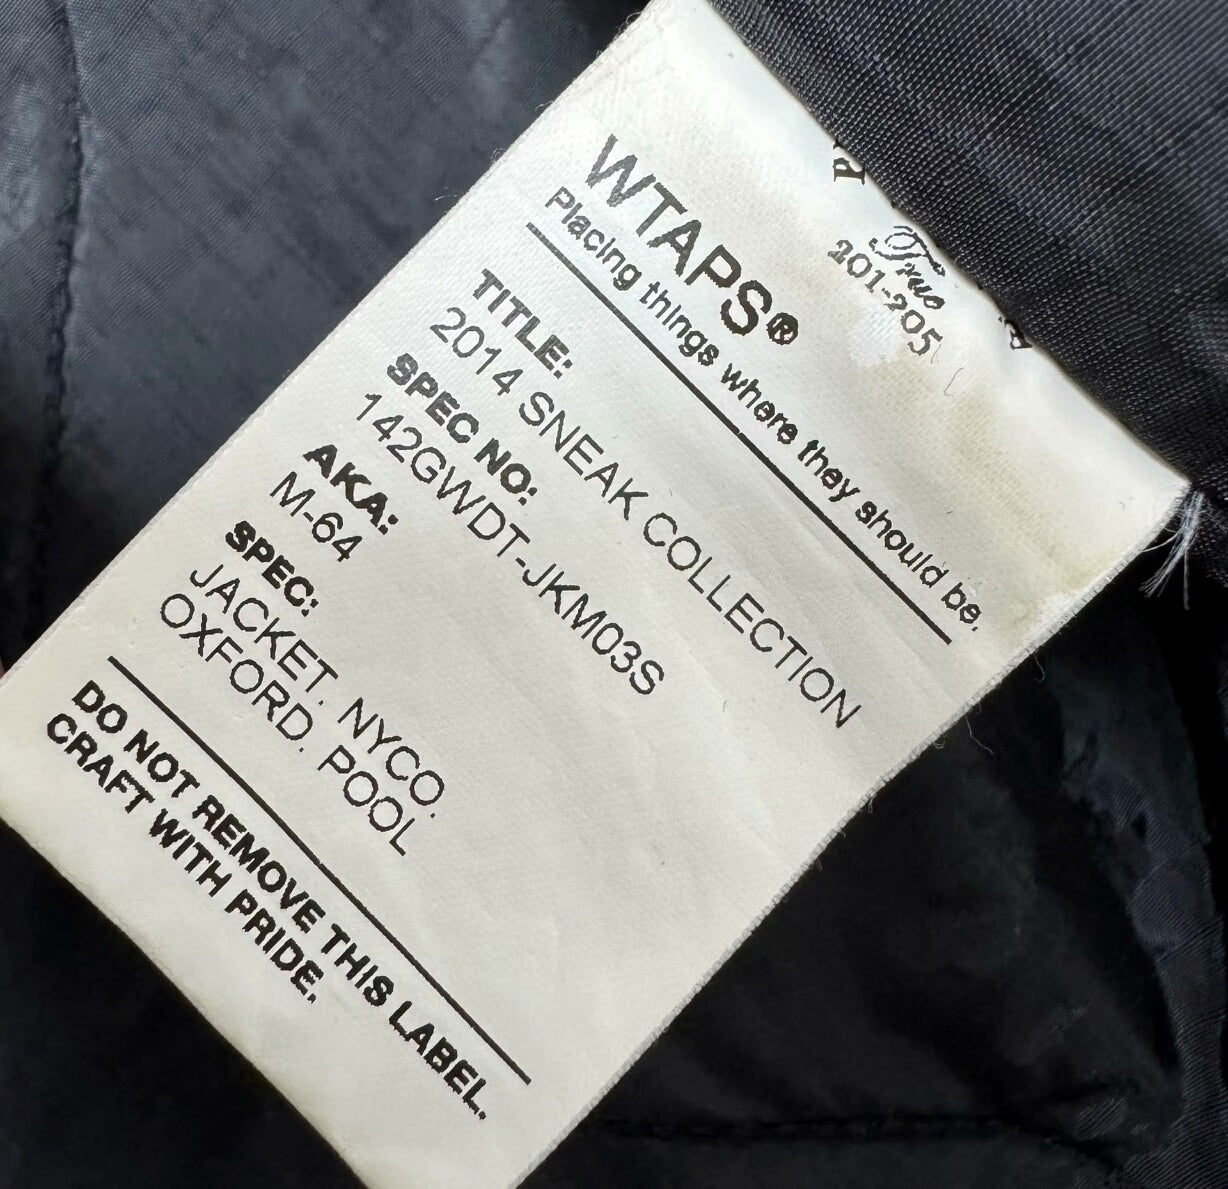 True
201-205
WTAPS®
Placing things where they should be.
TITLE:
2014 SNEAK COLLECTION
SPEC NO:
142GWDT-JKM03S
AKA:
M-64
SPEC:
JACKET. NYCO.
OXFORD. POOL
DO NOT REMOVE THIS LABEL.
CRAFT WITH PRIDE.